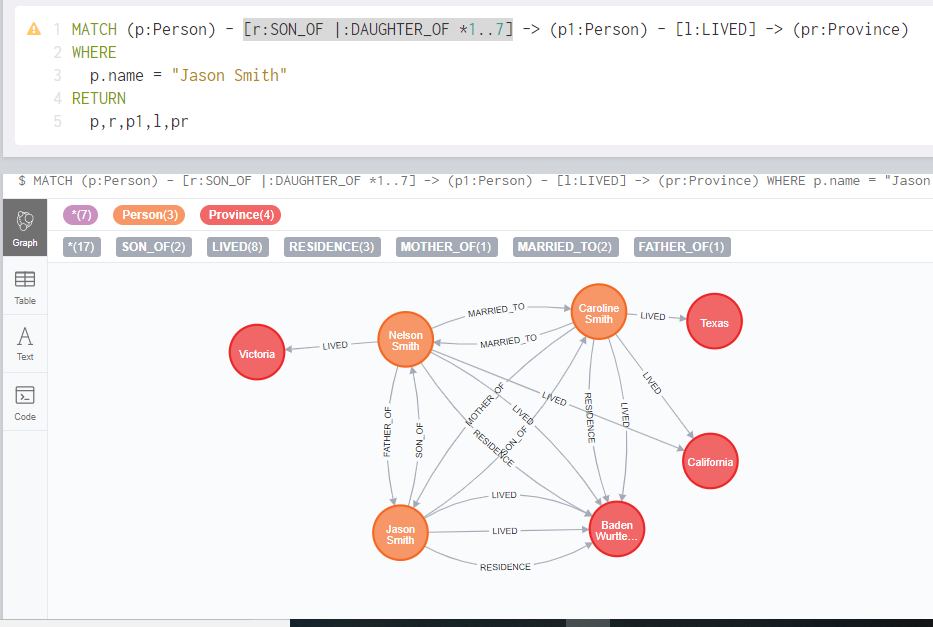 1 MATCH (p:Person) - [r:SON_OF |:DAUGHTER_OF *1..7] -> (p1:Person) - [l:LIVED] -> (pr:Province)
2 WHERE
3 p.name = "Jason Smith"
4 RETURN
5 p,r,p1,l,pr
$ MATCH (p:Person) - [r:SON_OF |:DAUGHTER_OF *1..7] -> (p1:Person) - [l:LIVED] -> (pr:Province) WHERE p.name = "Jason
Graph
Table
Text
Code
*(7) Person(3) Province(4)
*(17) SON_OF(2) LIVED(8) RESIDENCE(3) MOTHER_OF(1) MARRIED_TO(2) FATHER_OF(1)
MARRIED_TO
Caroline
Smith
LIVED
Texas
Nelson
Smith
MARRIED_TO
LIVED
Victoria
LIVED
MOTHER_OF
LIVED
RESIDENCE
LIVED
LIVED
FATHER_OF
SON_OF
RESIDENCE
SON_OF
California
LIVED
Jason
Smith
LIVED
Baden
Wurtte...
RESIDENCE